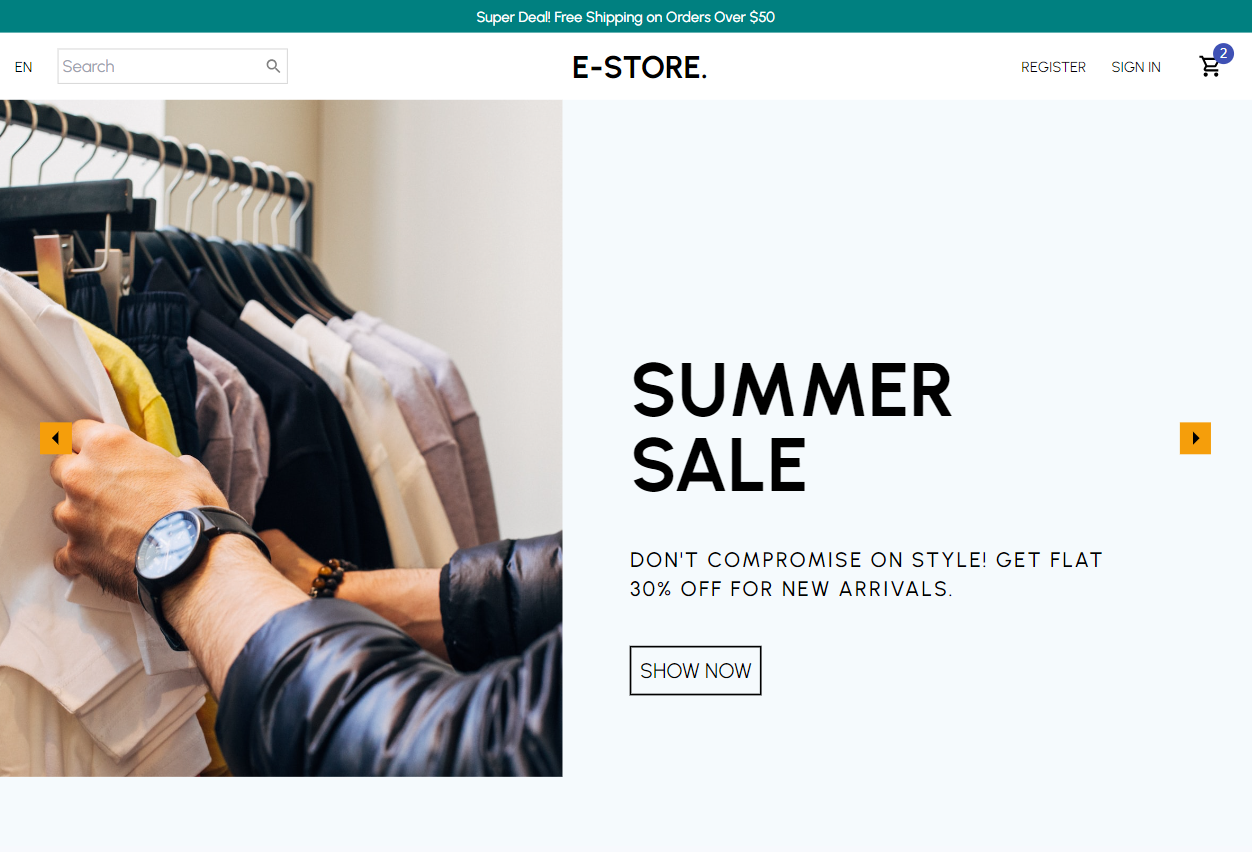 Super Deal! Free Shipping on Orders Over $50
EN
Search
E-STORE.
REGISTER
SIGN IN
2
SUMMER
SALE
DON'T COMPROMISE ON STYLE! GET FLAT
30% OFF FOR NEW ARRIVALS.
SHOW NOW